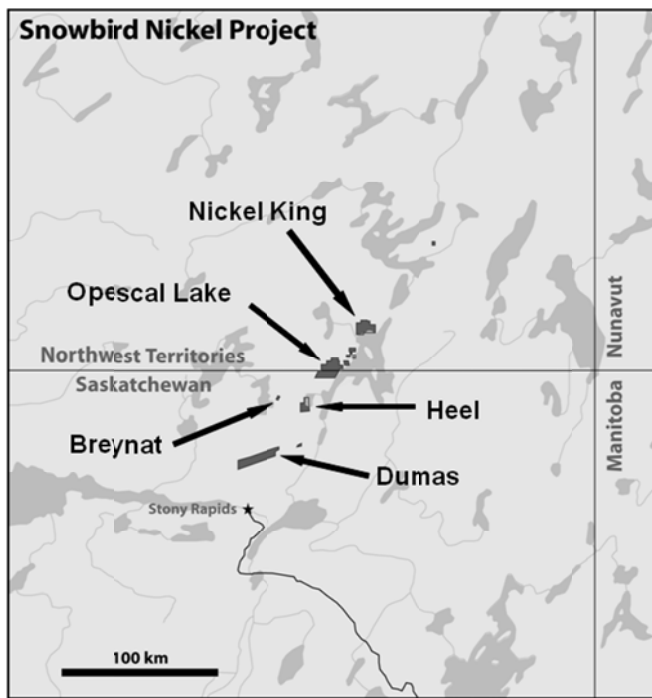 Snowbird Nickel Project
Nickel King
Opescal Lake
Northwest Territories
Saskatchewan
Nunavut
Manitoba
Heel
Breynat
Dumas
Stony Rapids
100 km